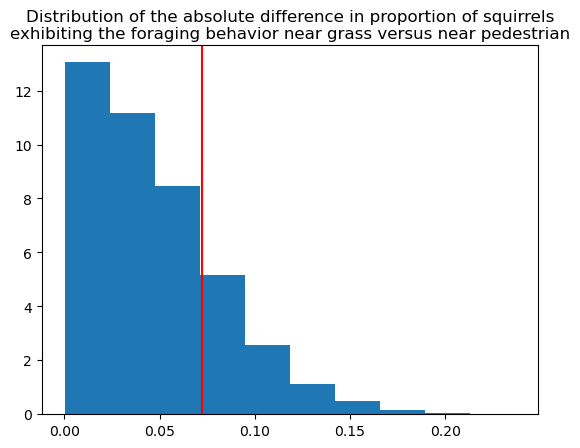 Distribution of the absolute difference in proportion of squirrels
exhibiting the foraging behavior near grass versus near pedestrian
12
10
8
6
4
2
0
0.00 0.05 0.10 0.15 0.20